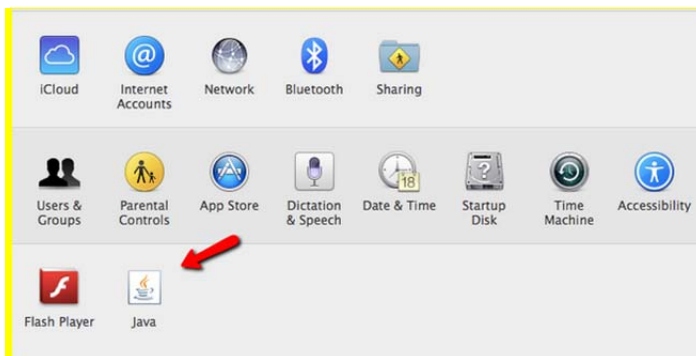 iCloud Internet Accounts Network Bluetooth Sharing
Users & Groups Parental Controls App Store Dictation & Speech Date & Time 18 Startup Disk ? Time Machine Accessibility
Flash Player Java